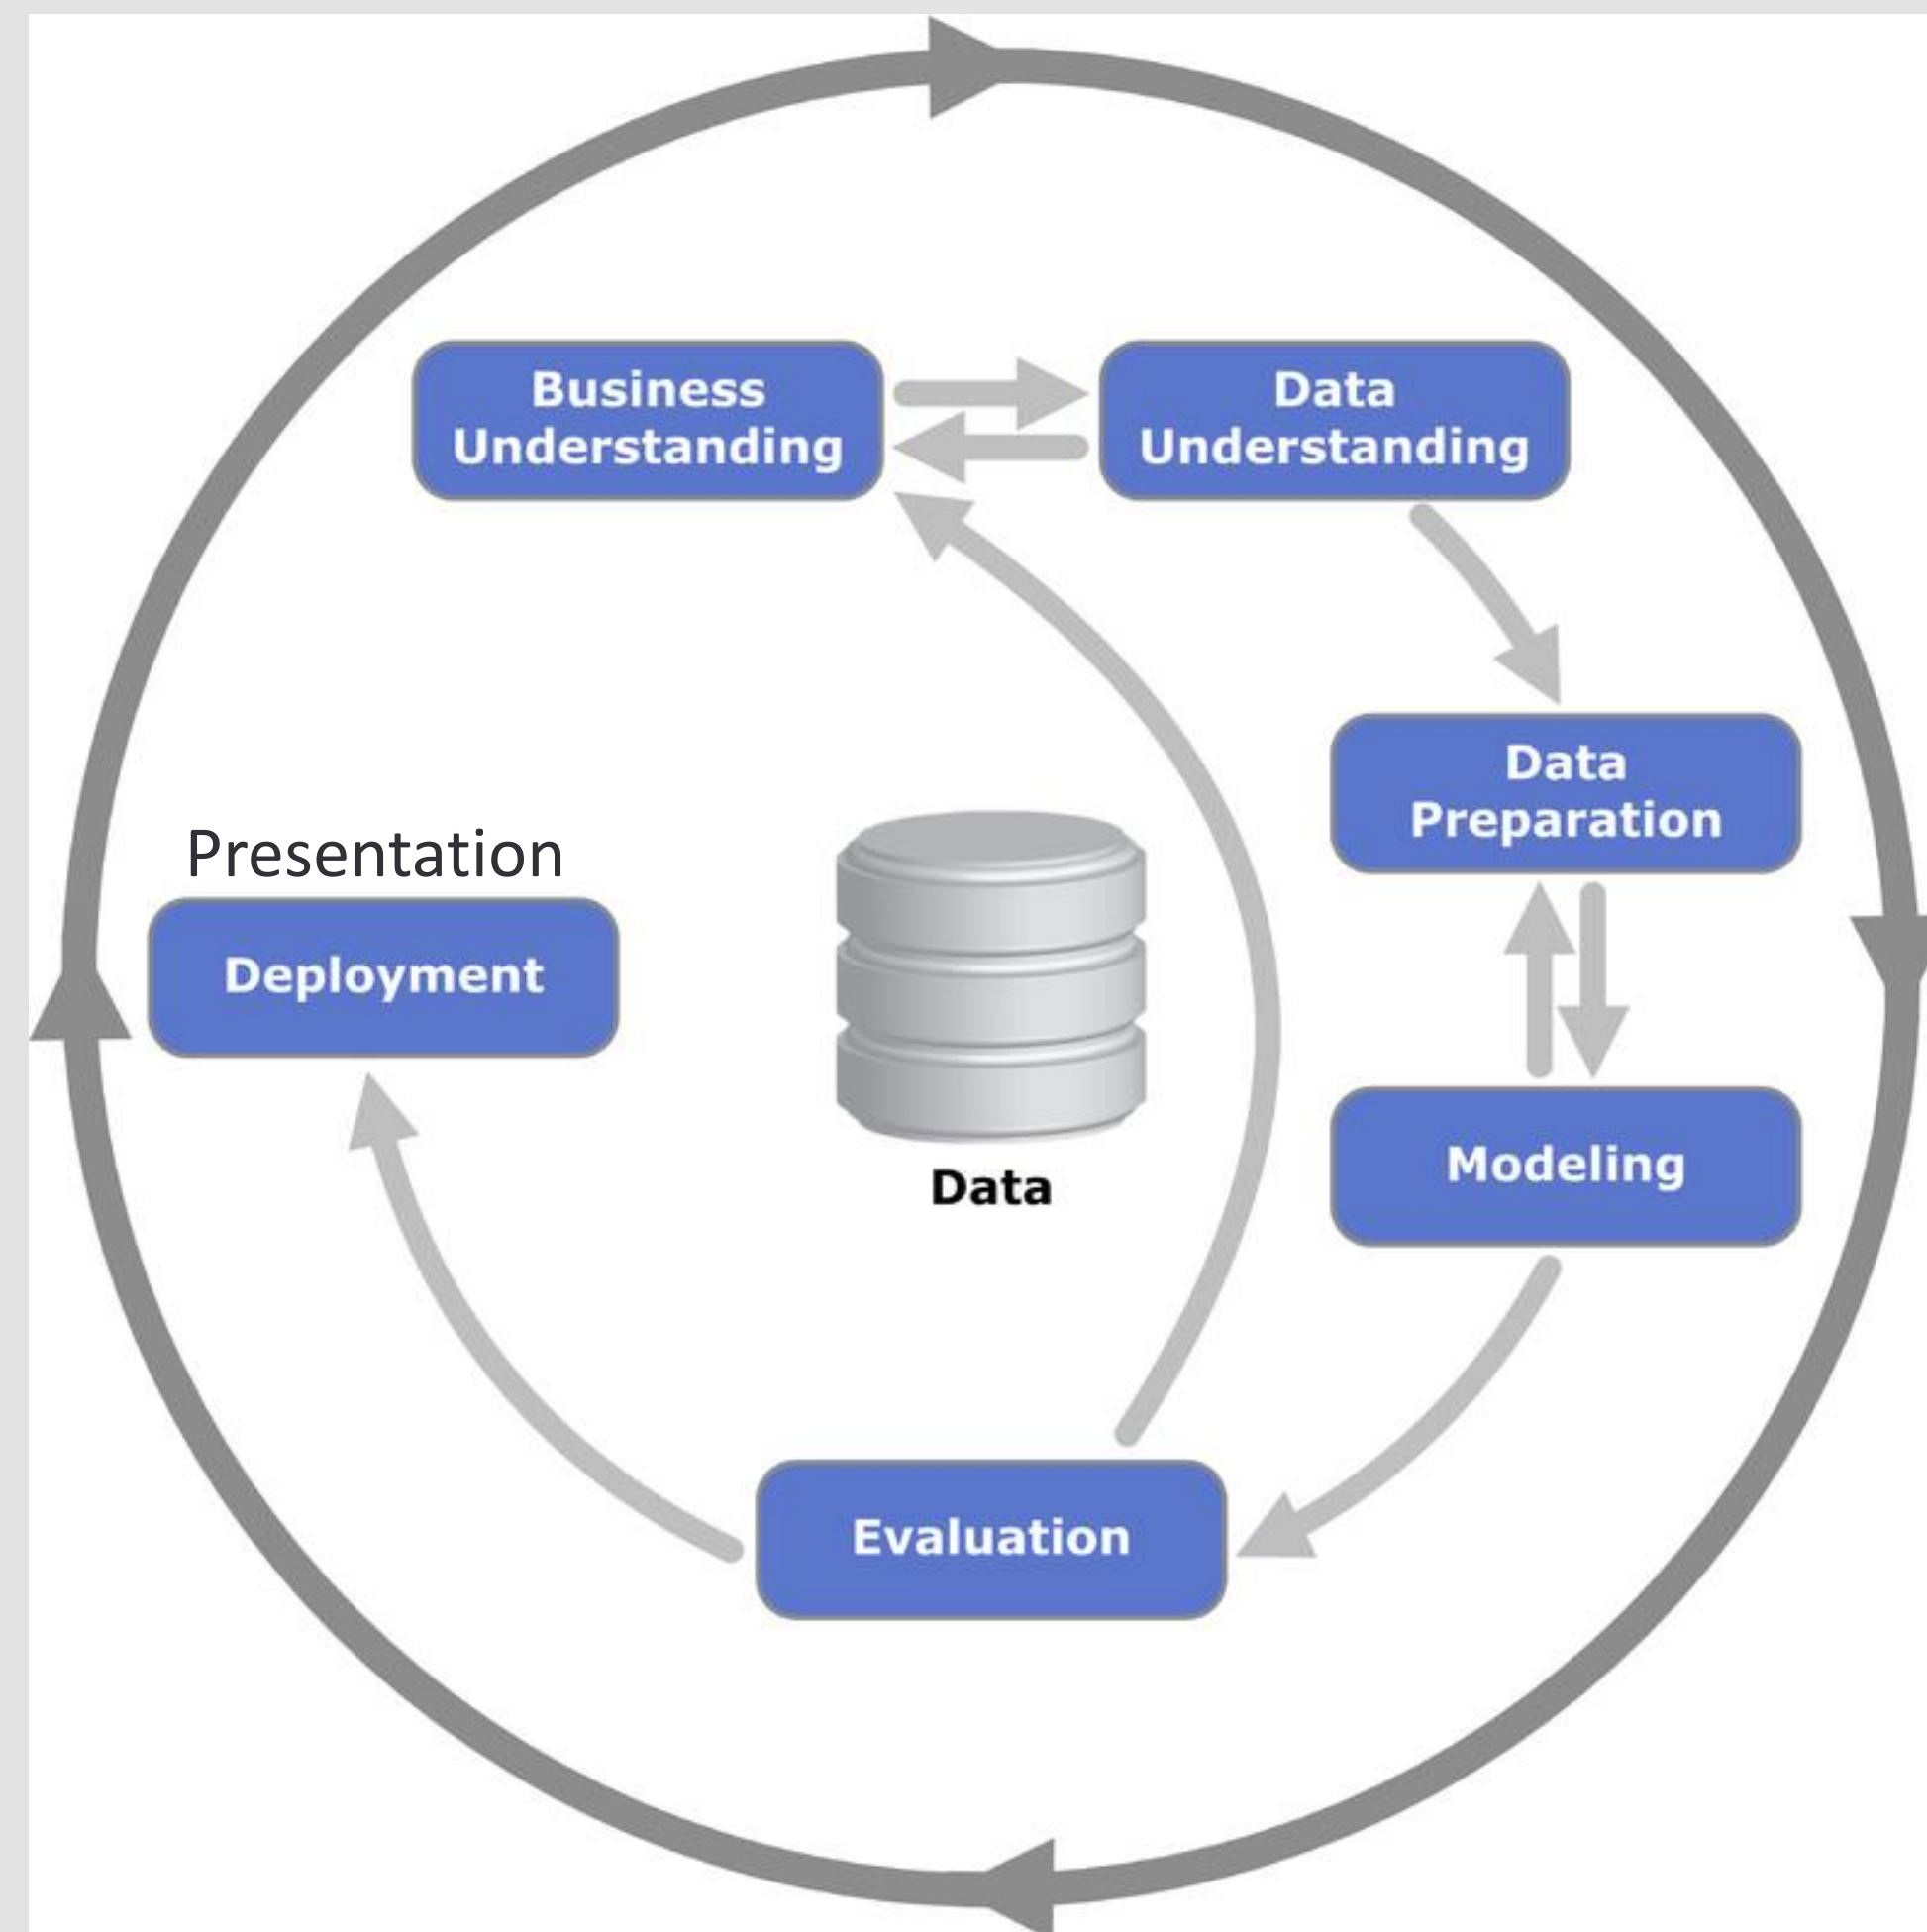 Business
Understanding
Data
Understanding
Data
Preparation
Presentation
Deployment
Data
Modeling
Evaluation